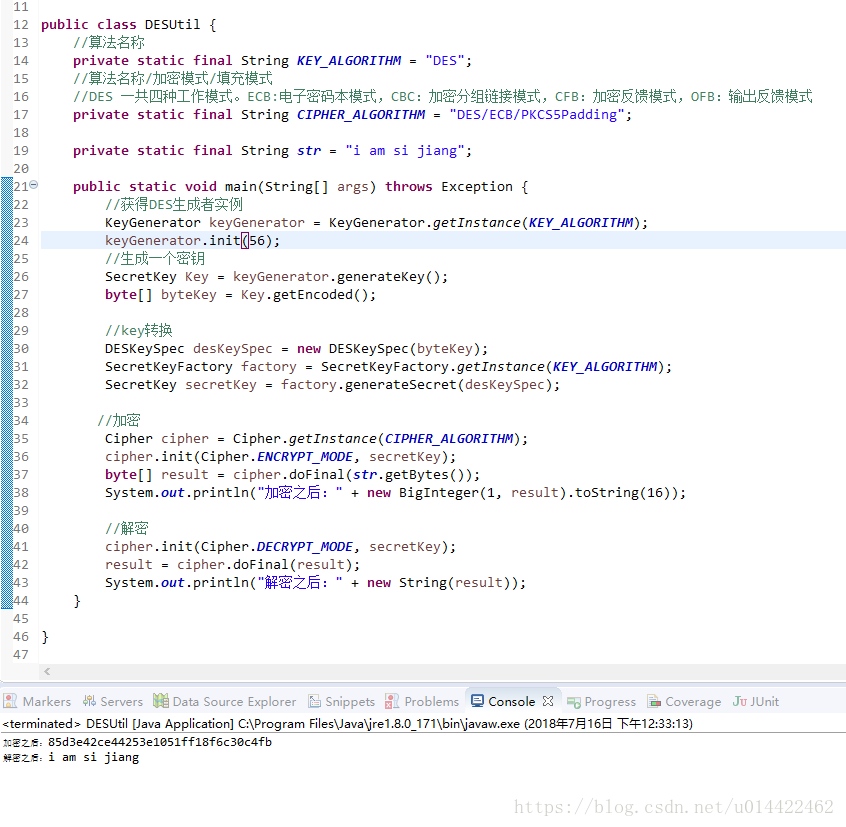 11
12 public class DESUtil {
13 //算法名称
14 private static final String KEY_ALGORITHM = "DES";
15 //算法名称/加密模式/填充模式
16 //DES 一共四种工作模式。ECB:电子密码本模式，CBC：加密分组链接模式，CFB：加密反馈模式，OFB：输出反馈模式
17 private static final String CIPHER_ALGORITHM = "DES/ECB/PKCS5Padding";
18
19 private static final String str = "i am si jiang";
20
21 public static void main(String[] args) throws Exception {
22 //获得DES生成者实例
23 KeyGenerator keyGenerator = KeyGenerator.getInstance(KEY_ALGORITHM);
24 keyGenerator.init(56);
25 //生成一个密钥
26 SecretKey Key = keyGenerator.generateKey();
27 byte[] byteKey = Key.getEncoded();
28
29 //key转换
30 DESKeySpec desKeySpec = new DESKeySpec(byteKey);
31 SecretKeyFactory factory = SecretKeyFactory.getInstance(KEY_ALGORITHM);
32 SecretKey secretKey = factory.generateSecret(desKeySpec);
33
34 //加密
35 Cipher cipher = Cipher.getInstance(CIPHER_ALGORITHM);
36 cipher.init(Cipher.ENCRYPT_MODE, secretKey);
37 byte[] result = cipher.doFinal(str.getBytes());
38 System.out.println("加密之后：" + new BigInteger(1, result).toString(16));
39
40 //解密
41 cipher.init(Cipher.DECRYPT_MODE, secretKey);
42 result = cipher.doFinal(result);
43 System.out.println("解密之后：" + new String(result));
44 }
45
46 }
47
Markers Servers Data Source Explorer Snippets Problems Console Progress Coverage JU JUnit
<terminated> DESUtil [Java Application] C:\Program Files\Java\jre1.8.0_171\bin\javaw.exe (2018年7月16日 下午12:33:13)
加密之后：85d3e42ce44253e1051ff18f6c30c4fb
解密之后：i am si jiang
https://blog.csdn.net/u014422462